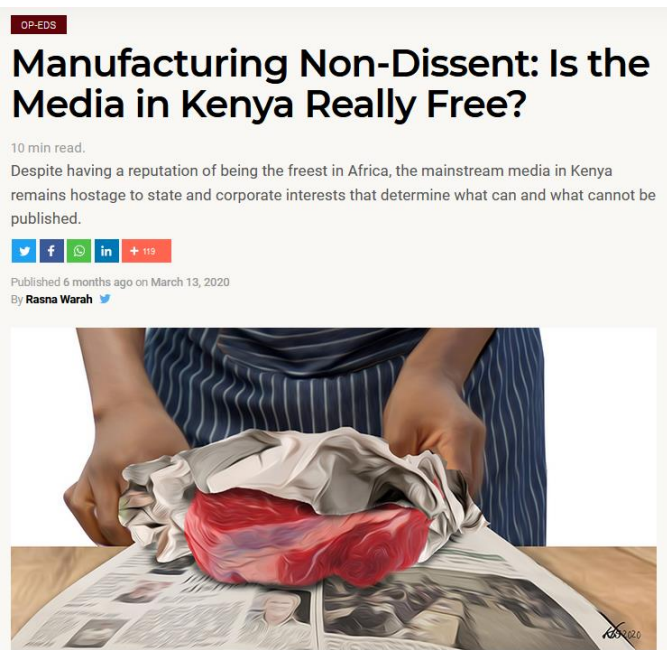 OP-EDS
Manufacturing Non-Dissent: Is the
Media in Kenya Really Free?
10 min read.
Despite having a reputation of being the freest in Africa, the mainstream media in Kenya
remains hostage to state and corporate interests that determine what can and what cannot be
published.
+ 119
Published 6 months ago on March 13, 2020
By Rasna Warah
2020